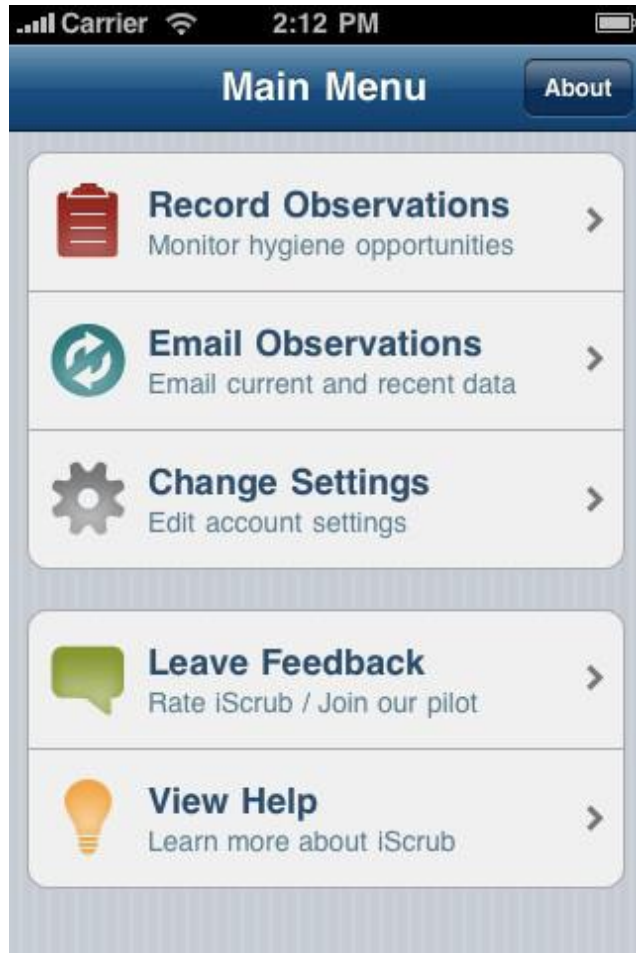 Carrier 2:12 PM
Main Menu
About
Record Observations
Monitor hygiene opportunities
Email Observations
Email current and recent data
Change Settings
Edit account settings
Leave Feedback
Rate iScrub / Join our pilot
View Help
Learn more about iScrub